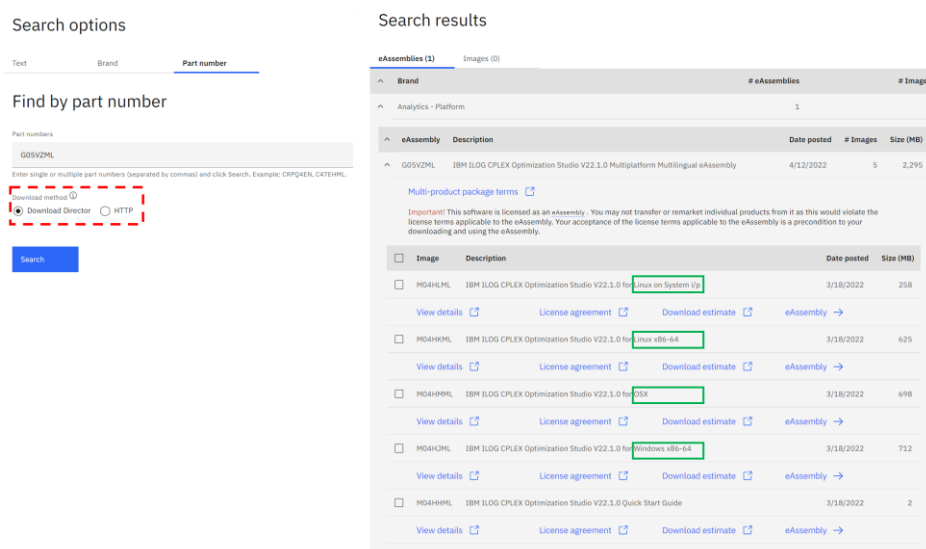 Search options
Text Brand Part number
Find by part number
Part numbers
G05VZML
Enter single or multiple part numbers (separated by commas) and click Search. Example: CRPQ4EN, C47EHML.
Download method
Download Director HTTP
Search
Search results
eAssemblies (1) Images (0)
Brand # eAssemblies # Image
Analytics - Platform 1
eAssembly Description Date posted # Images Size (MB)
G05VZML IBM ILOG CPLEX Optimization Studio V22.1.0 Multiplatform Multilingual eAssembly 4/12/2022 5 2,295
Multi-product package terms
Important! This software is licensed as an eAssembly . You may not transfer or remarket individual products from it as this would violate the
license terms applicable to the eAssembly. Your acceptance of the license terms applicable to the eAssembly is a precondition to your
downloading and using the eAssembly.
Image Description Date posted Size (MB)
M04HLML IBM ILOG CPLEX Optimization Studio V22.1.0 for Linux on System i/p 3/18/2022 258
View details License agreement Download estimate eAssembly
M04HKML IBM ILOG CPLEX Optimization Studio V22.1.0 for Linux x86-64 3/18/2022 625
View details License agreement Download estimate eAssembly
M04HMML IBM ILOG CPLEX Optimization Studio V22.1.0 for OSX 3/18/2022 698
View details License agreement Download estimate eAssembly
M04HJML IBM ILOG CPLEX Optimization Studio V22.1.0 for Windows x86-64 3/18/2022 712
View details License agreement Download estimate eAssembly
M04HHML IBM ILOG CPLEX Optimization Studio V22.1.0 Quick Start Guide 3/18/2022 2
View details License agreement Download estimate eAssembly